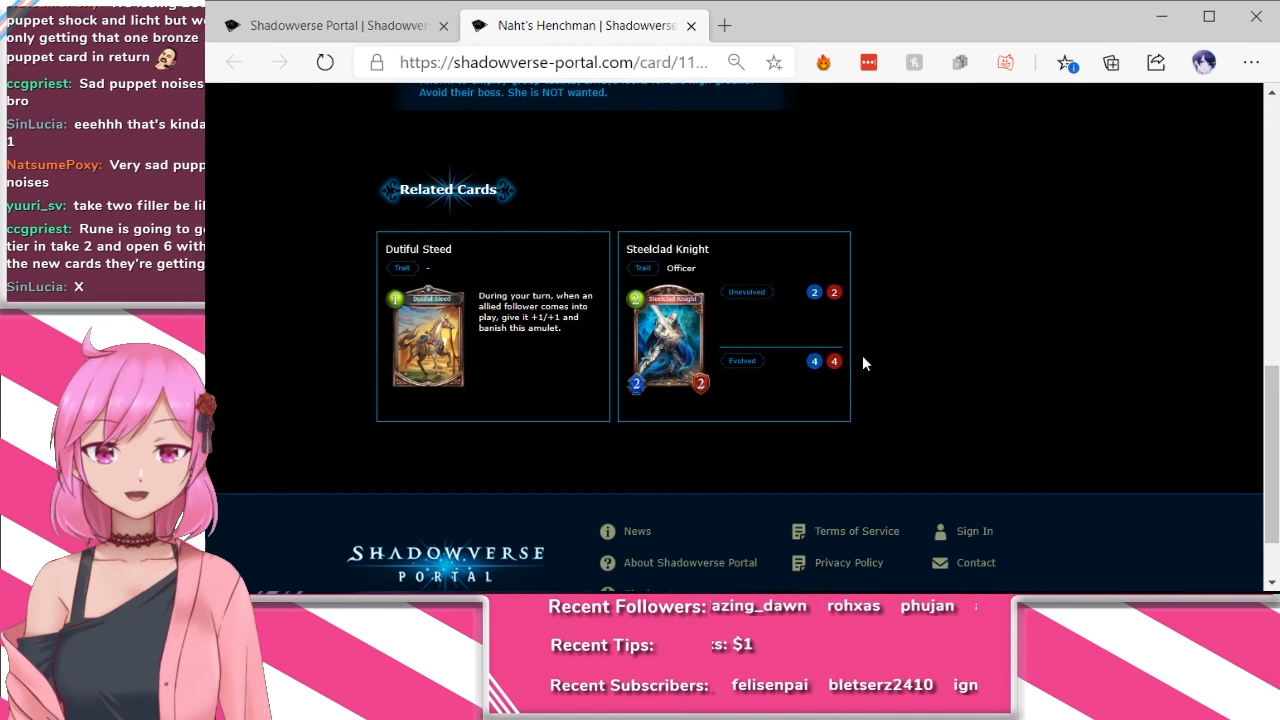 puppet shock and licht but we
only getting that one bronze
puppet card in return
ccgpriest: Sad puppet noises
bro
SinLucia: eeehhh that's kinda
1
NatsumePoxy: Very sad pupp
noises
yuuri_sv: take two filler be li
ccgpriest: Rune is going to g
tier in take 2 and open 6 with
the new cards they're getting
SinLucia: X
Shadowverse Portal | Shadowver
Naht's Henchman | Shadowverse
https://shadowverse-portal.com/card/11...
Avoid their boss. She is NOT wanted.
Related Cards
Dutiful Steed
Trait -
1
Dutiful Steed
During your turn, when an
allied follower comes into
play, give it +1/+1 and
banish this amulet.
Steelclad Knight
Trait Officer
2
Steelclad Knight
2 2
Unevolved 2 2
Evolved 4 4
SHADOWVERSE
PORTAL
News
Terms of Service
Sign In
About Shadowverse Portal
Privacy Policy
Contact
Recent Followers: azing_dawn rohxas phujan
Recent Tips: s: $1
Recent Subscribers: felisenpai bletserz2410 ign